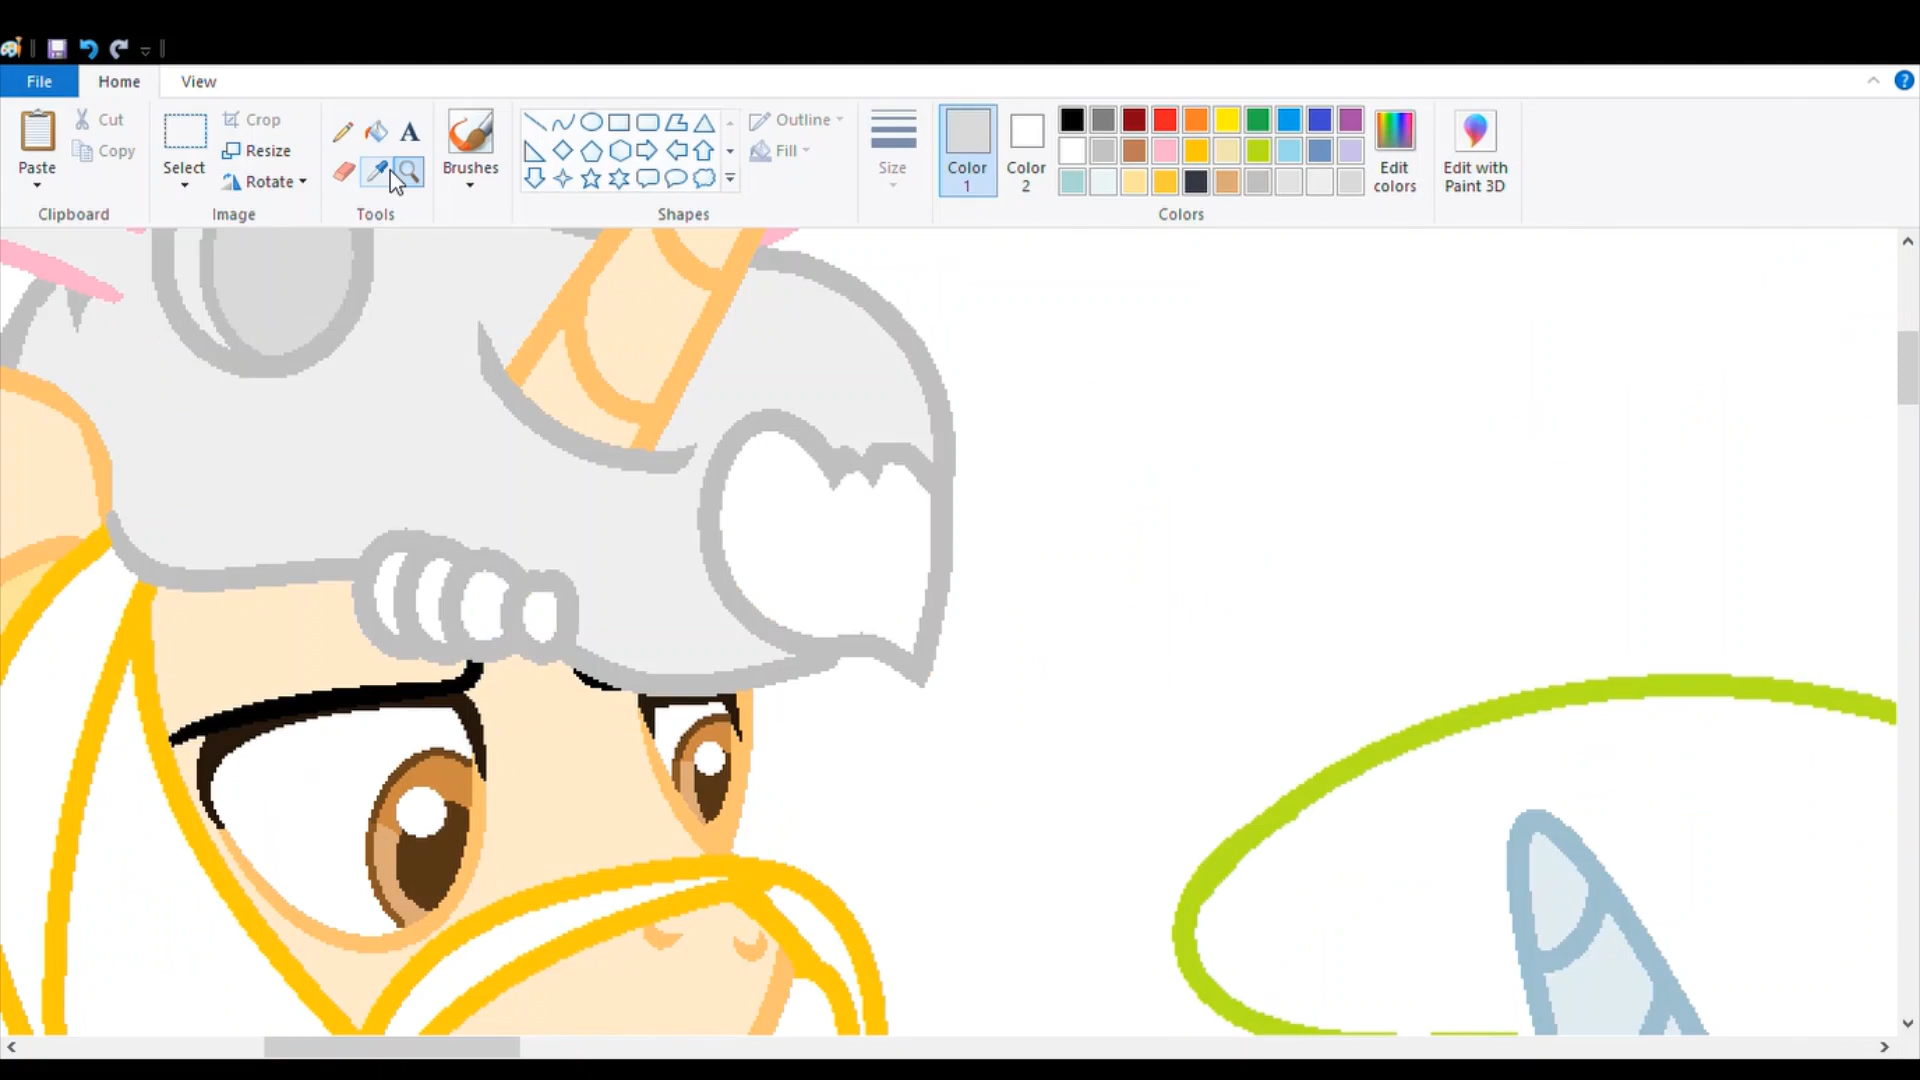 File Home View
Paste
Cut
Copy
Clipboard
Select
Crop
Resize
Rotate
Image
A
Tools
Brushes
Shapes
Outline
Fill
Size
Color
1
Color
2
Colors
Edit
colors
Edit with
Paint 3D
?